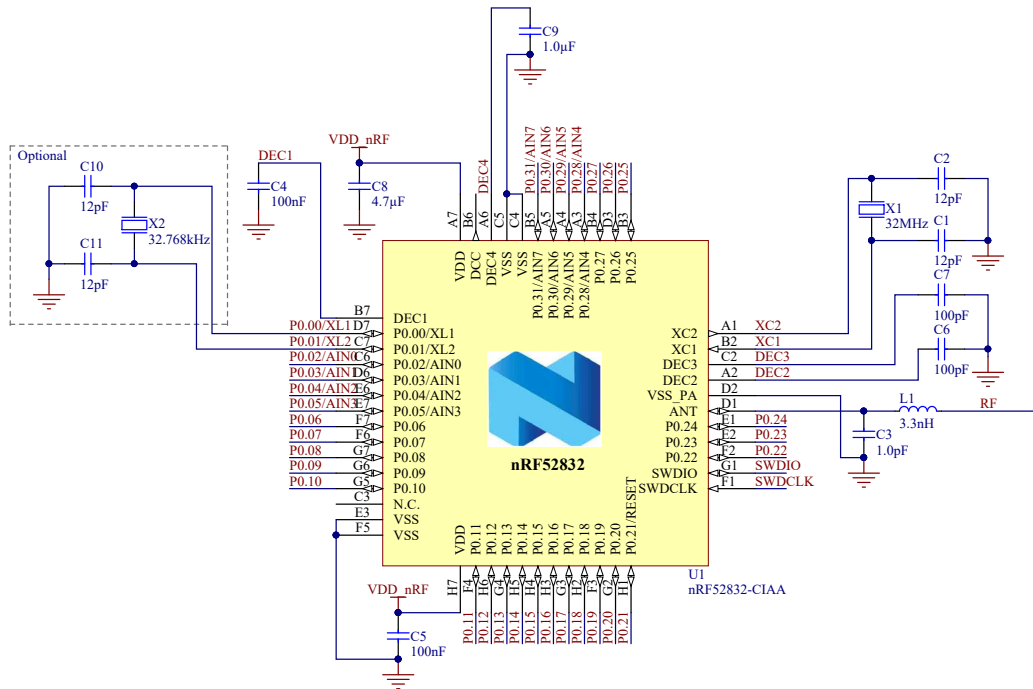 C9
1.0µF
Optional
C10
12pF
X2
32.768kHz
C11
12pF
DEC1
C4
100nF
VDD_nRF
C8
4.7µF
DEC4
P0.31/AIN7
P0.30/AIN6
P0.29/AIN5
P0.28/AIN4
P0.27
P0.26
P0.25
A7
B6
A6
C5
C4
B5
A5
A4
A3
B4
D3
B3
VDD
DCC
DEC4
VSS
VSS
P0.31/AIN7
P0.30/AIN6
P0.29/AIN5
P0.28/AIN4
P0.27
P0.26
P0.25
C2
12pF
X1
32MHz
C1
12pF
C7
100pF
C6
100pF
B7 DEC1
P0.00/XL1 D7 P0.00/XL1
P0.01/XL2 C7 P0.01/XL2
P0.02/AIN0 C6 P0.02/AIN0
P0.03/AIN1 D6 P0.03/AIN1
P0.04/AIN2 E6 P0.04/AIN2
P0.05/AIN3 E7 P0.05/AIN3
P0.06 F7 P0.06
P0.07 F6 P0.07
P0.08 G7 P0.08
P0.09 G6 P0.09
P0.10 G5 P0.10
C3 N.C.
E3 VSS
F5 VSS
nRF52832
XC2 A1 XC2
XC1 B2 XC1
DEC3 C2 DEC3
DEC2 A2 DEC2
VSS_PA D2
ANT D1
P0.24 E1 P0.24
P0.23 E2 P0.23
P0.22 F2 P0.22
SWDIO G1 SWDIO
SWDCLK F1 SWDCLK
L1
3.3nH
RF
C3
1.0pF
VDD
P0.11
P0.12
P0.13
P0.14
P0.15
P0.16
P0.17
P0.18
P0.19
P0.20
P0.21/RESET
H7
F4
H6
G4
H5
H4
H3
G3
H2
F3
G2
H1
P0.11
P0.12
P0.13
P0.14
P0.15
P0.16
P0.17
P0.18
P0.19
P0.20
P0.21
U1
nRF52832-CIAA
VDD_nRF
C5
100nF